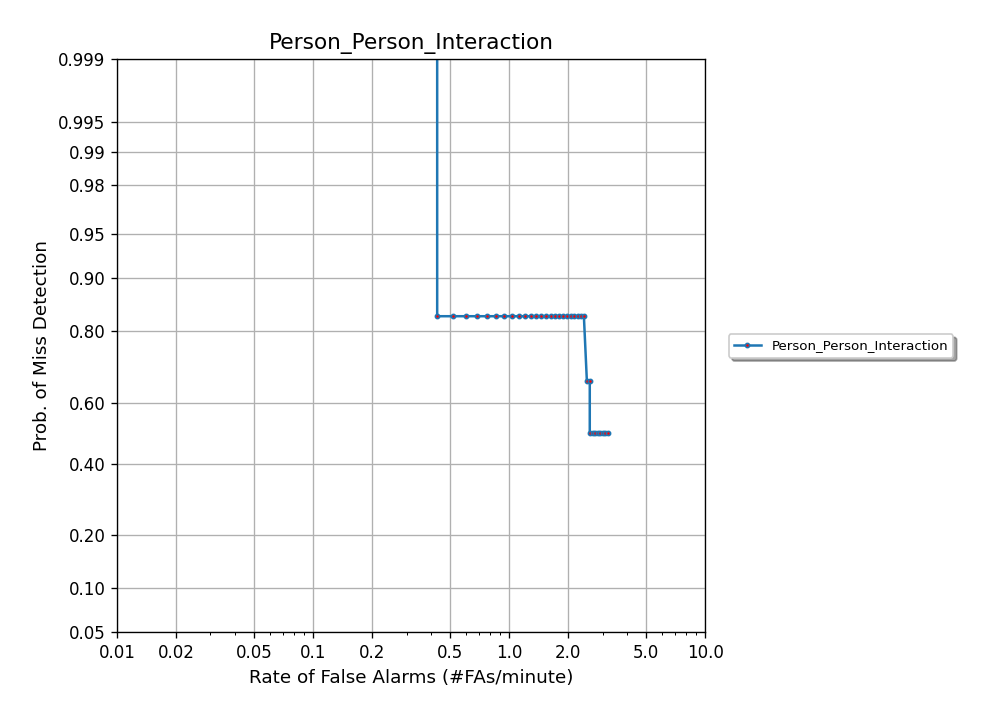 Person_Person_Interaction
0.999
0.995
0.99
0.98
0.95
0.90
0.80
0.60
0.40
0.20
0.10
0.05
Prob. of Miss Detection
0.01 0.02 0.05 0.1 0.2 0.5 1.0 2.0 5.0 10.0
Rate of False Alarms (#FAs/minute)
Person_Person_Interaction